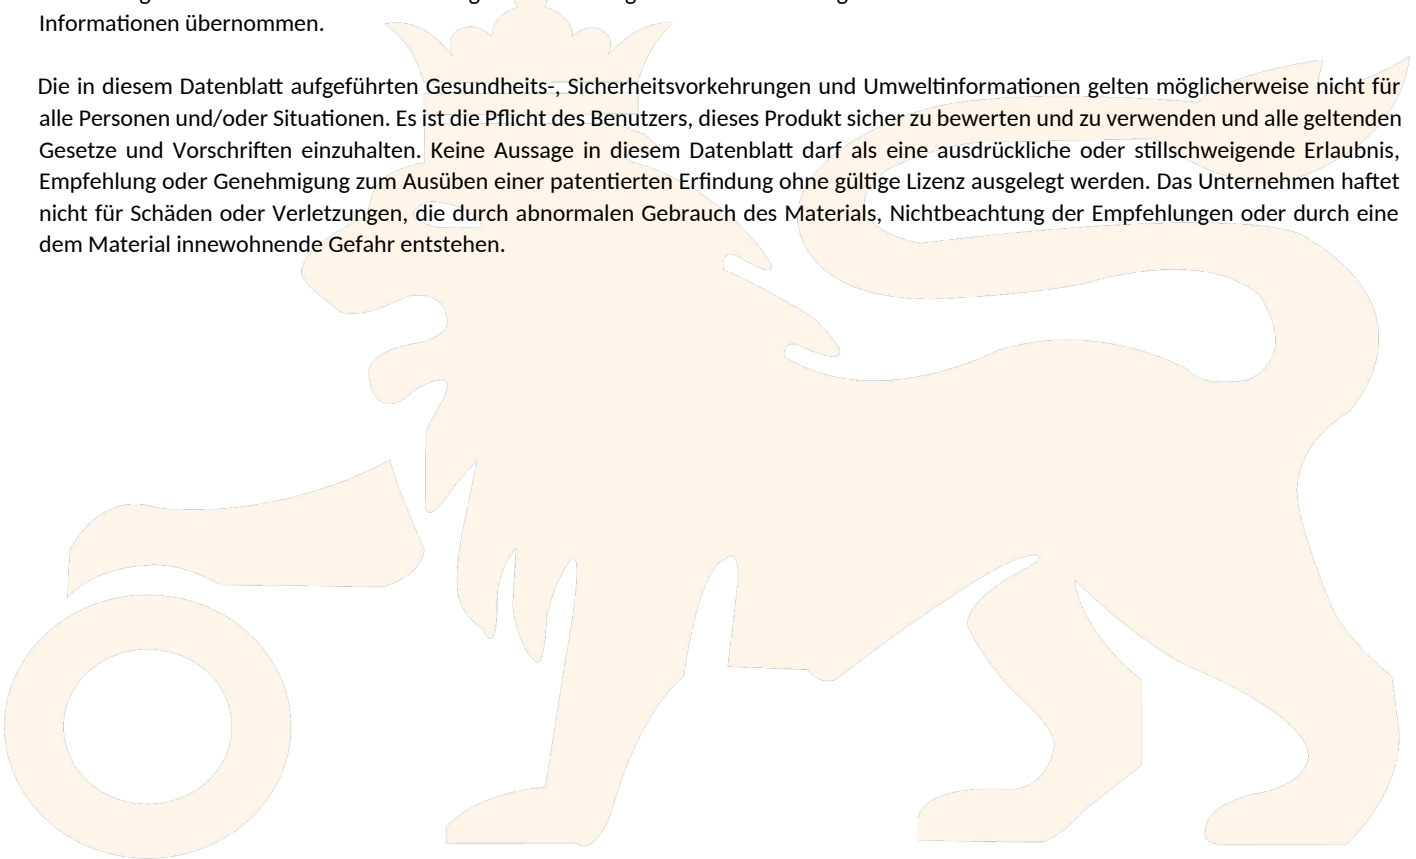 Informationen übernommen.
Die in diesem Datenblatt aufgeführten Gesundheits-, Sicherheitsvorkehrungen und Umweltinformationen gelten möglicherweise nicht für
alle Personen und/oder Situationen. Es ist die Pflicht des Benutzers, dieses Produkt sicher zu bewerten und zu verwenden und alle geltenden
Gesetze und Vorschriften einzuhalten. Keine Aussage in diesem Datenblatt darf als eine ausdrückliche oder stillschweigende Erlaubnis,
Empfehlung oder Genehmigung zum Ausüben einer patentierten Erfindung ohne gültige Lizenz ausgelegt werden. Das Unternehmen haftet
nicht für Schäden oder Verletzungen, die durch abnormalen Gebrauch des Materials, Nichtbeachtung der Empfehlungen oder durch eine
dem Material innewohnende Gefahr entstehen.